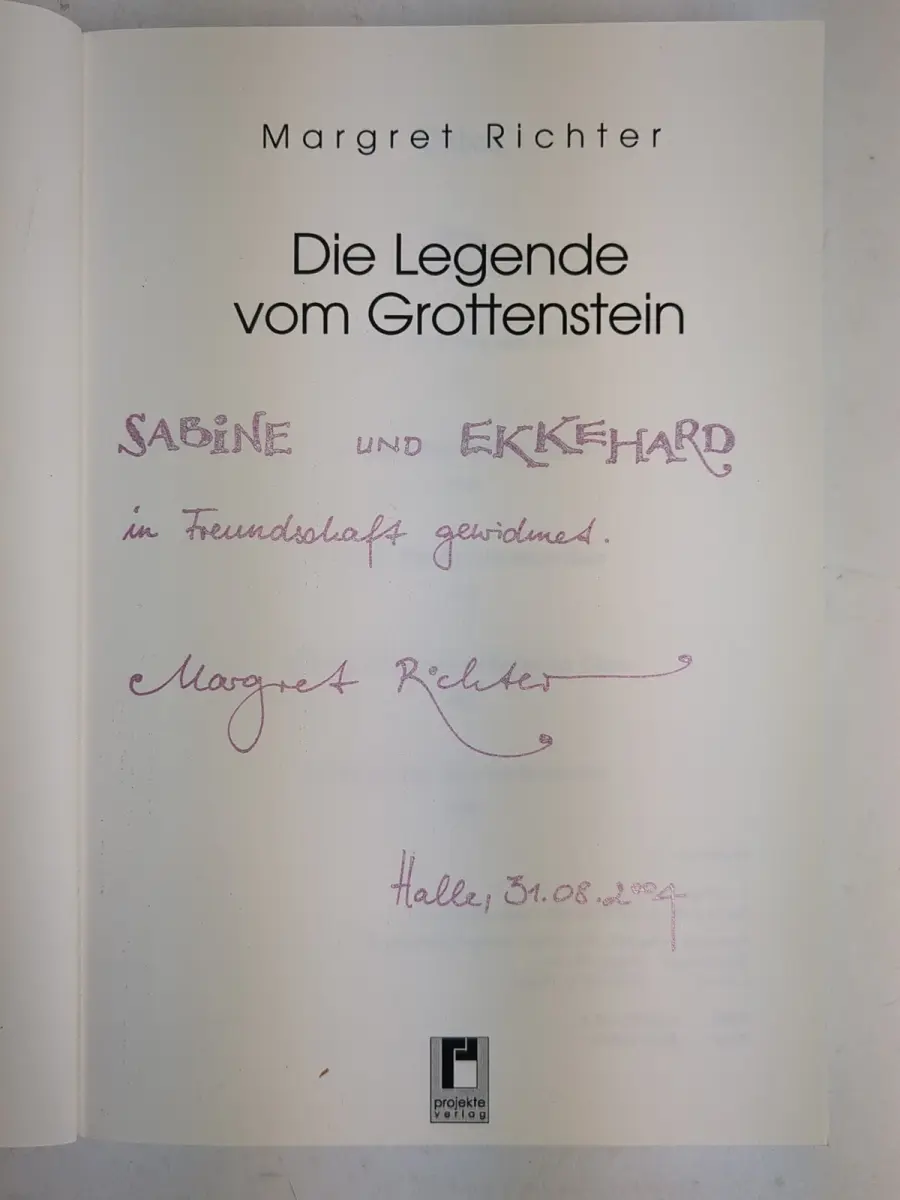 Margret Richter
Die Legende
vom Grottenstein
SABiNE UND EKKEHARD
in Freundschaft gewidmet.
Margret Richter
Halle, 31.08.2004
projekte
verlag